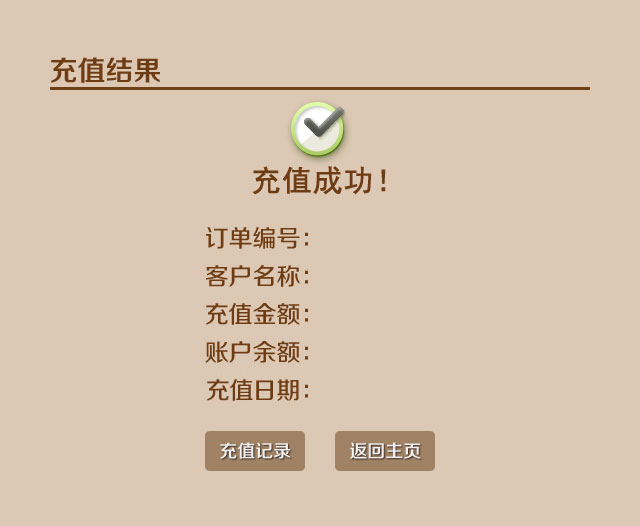 充值结果
充值成功！
订单编号：
客户名称：
充值金额：
账户余额：
充值日期：
充值记录 返回主页